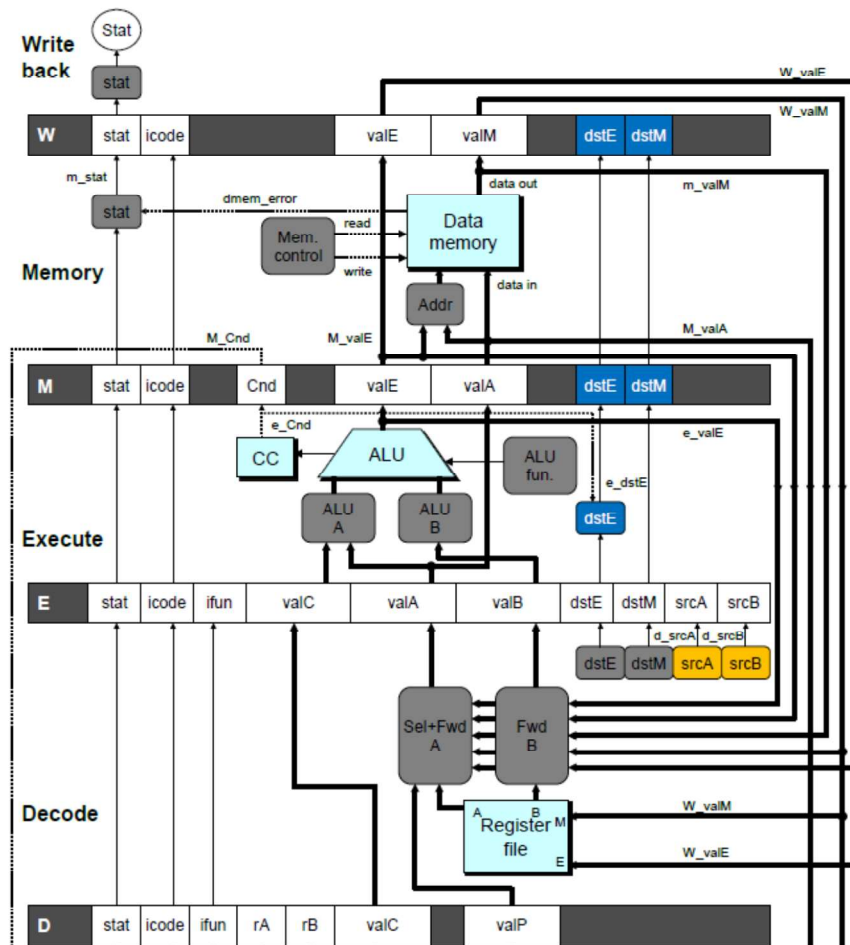 Stat
Write back
stat
W_valE
W_valM
W stat icode valE valM dstE dstM
m_stat
data out
m_valM
stat
dmem_error
Data memory
read
Mem. control
write
Memory
data in
Addr
M_Cnd
M_valE
M_valA
M stat icode Cnd valE valA dstE dstM
e_Cnd
e_valE
CC
ALU
ALU fun.
e_dstE
ALU A
ALU B
dstE
Execute
E stat icode ifun valC valA valB dstE dstM srcA srcB
d_srcA d_srcB
dstE dstM srcA srcB
Sel+Fwd A
Fwd B
Decode
A B M
Register file
E
W_valM
W_valE
D stat icode ifun rA rB valC valP